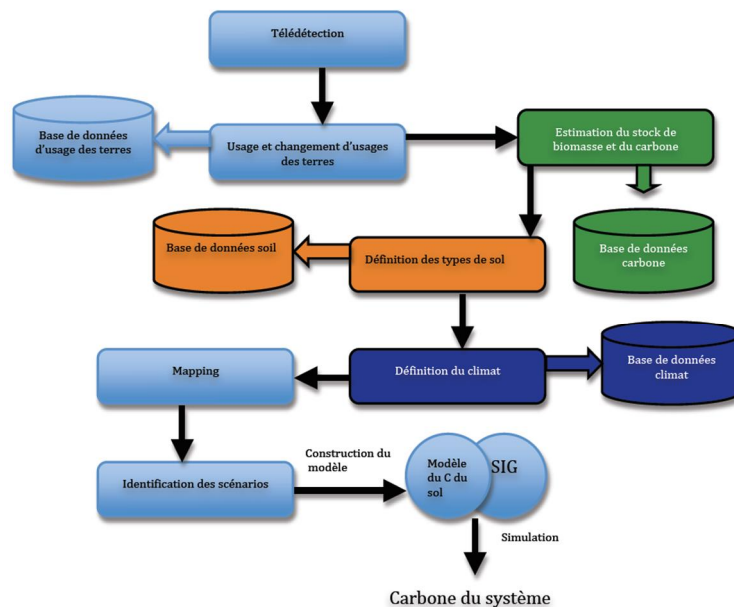 Télédétection
Base de données
d'usage des terres
Usage et changement d'usages
des terres
Estimation du stock de
biomasse et du carbone
Base de données soil
Définition des types de sol
Base de données
carbone
Mapping
Définition du climat
Base de données
climat
Identification des scénarios
Construction du
modèle
Modèle
du C du
sol
SIG
Simulation
Carbone du système